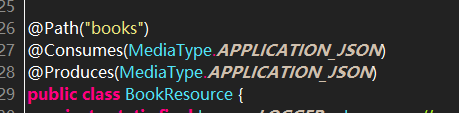 25
26 @Path("books")
27 @Consumes(MediaType.APPLICATION_JSON)
28 @Produces(MediaType.APPLICATION_JSON)
29 public class BookResource {